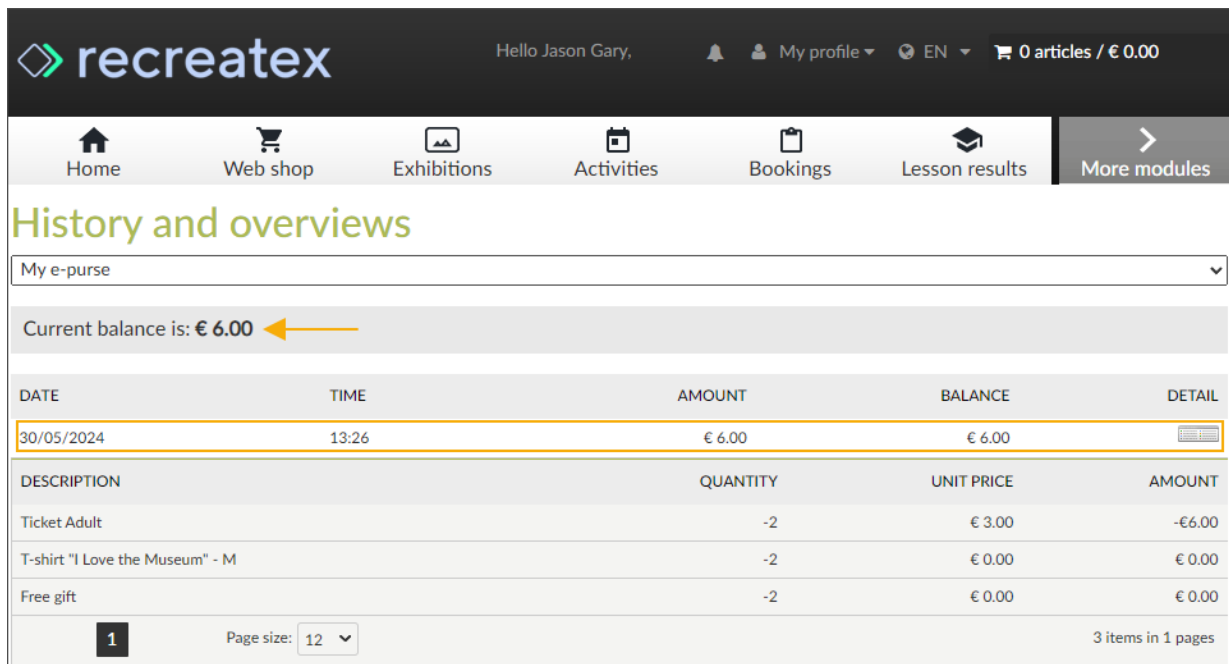 recreatex
Hello Jason Gary, My profile EN 0 articles / € 0.00
Home Web shop Exhibitions Activities Bookings Lesson results More modules
History and overviews
My e-purse
Current balance is: € 6.00
DATE TIME AMOUNT BALANCE DETAIL
30/05/2024 13:26 € 6.00 € 6.00
DESCRIPTION QUANTITY UNIT PRICE AMOUNT
Ticket Adult -2 € 3.00 -€6.00
T-shirt "I Love the Museum" - M -2 € 0.00 € 0.00
Free gift -2 € 0.00 € 0.00
1 Page size: 12 3 items in 1 pages